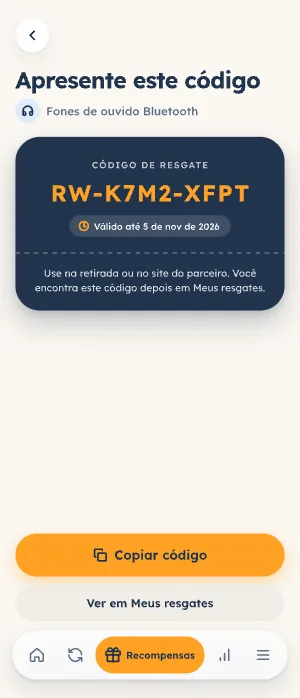 Apresente este código
Fones de ouvido Bluetooth
CÓDIGO DE RESGATE
RW-K7M2-XFPT
Válido até 5 de nov de 2026
Use na retirada ou no site do parceiro. Você
encontra este código depois em Meus resgates.
Copiar código
Ver em Meus resgates
Recompensas